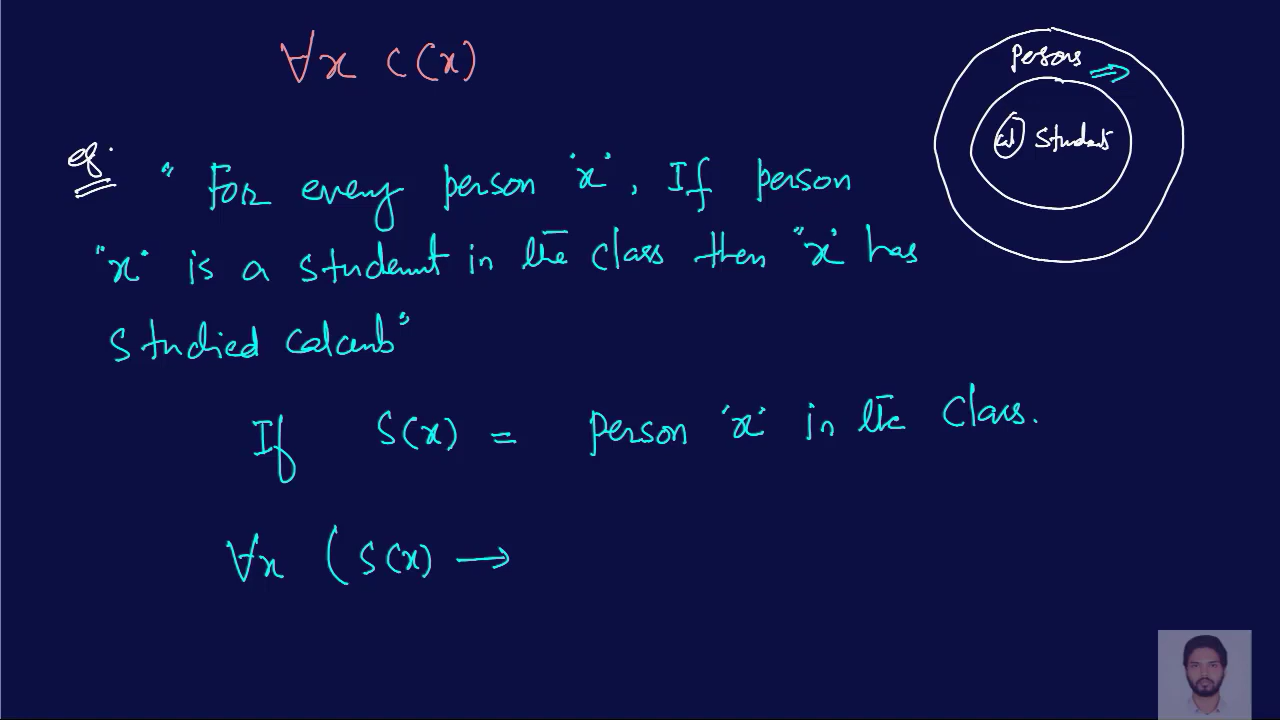 ∀x C(x)
Persons ⇒
Student
eg:
" For every person "x", If person
"x" is a student in the class then "x" has
studied calculus"
If S(x) = person "x" in the class.
∀x (S(x) →